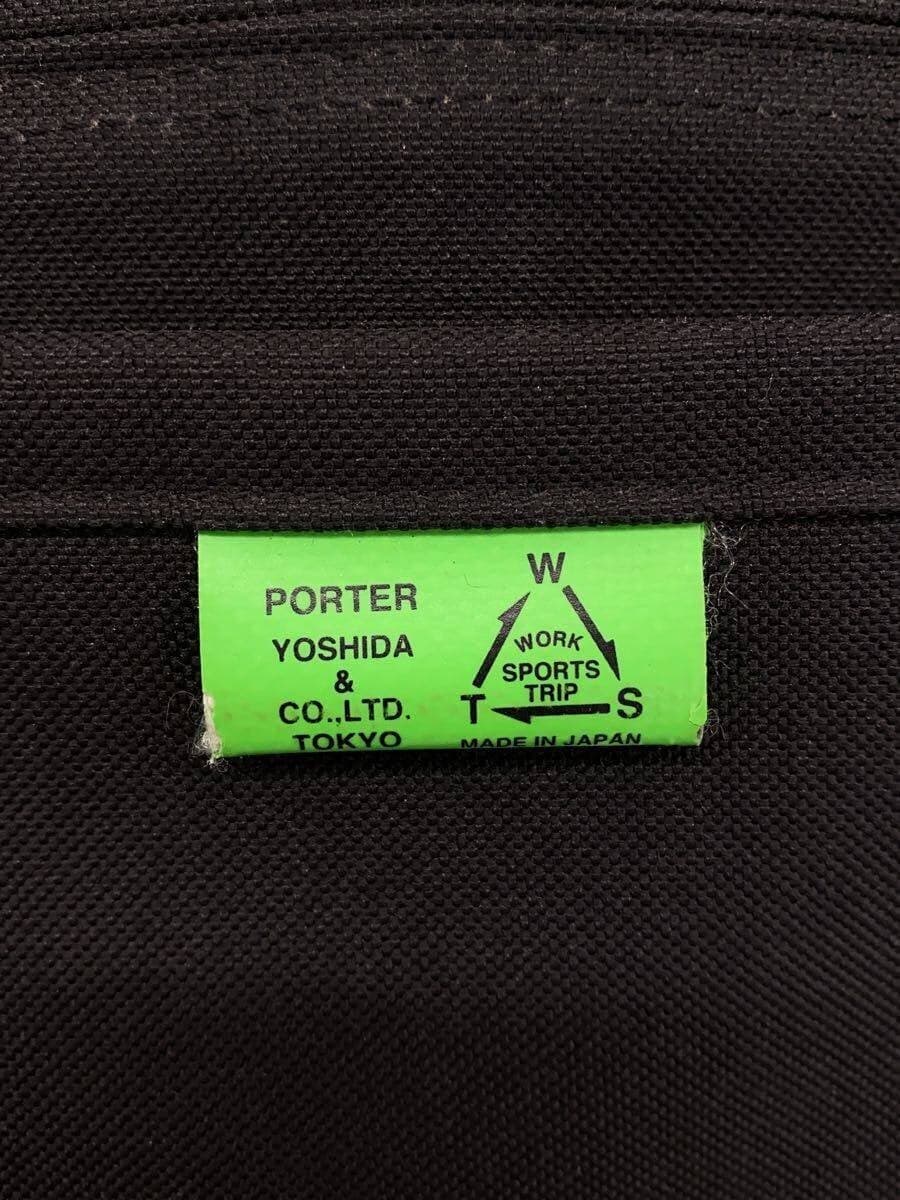 PORTER
YOSHIDA
&
CO.,LTD.
TOKYO
W
WORK
SPORTS
TRIP
T S
MADE IN JAPAN